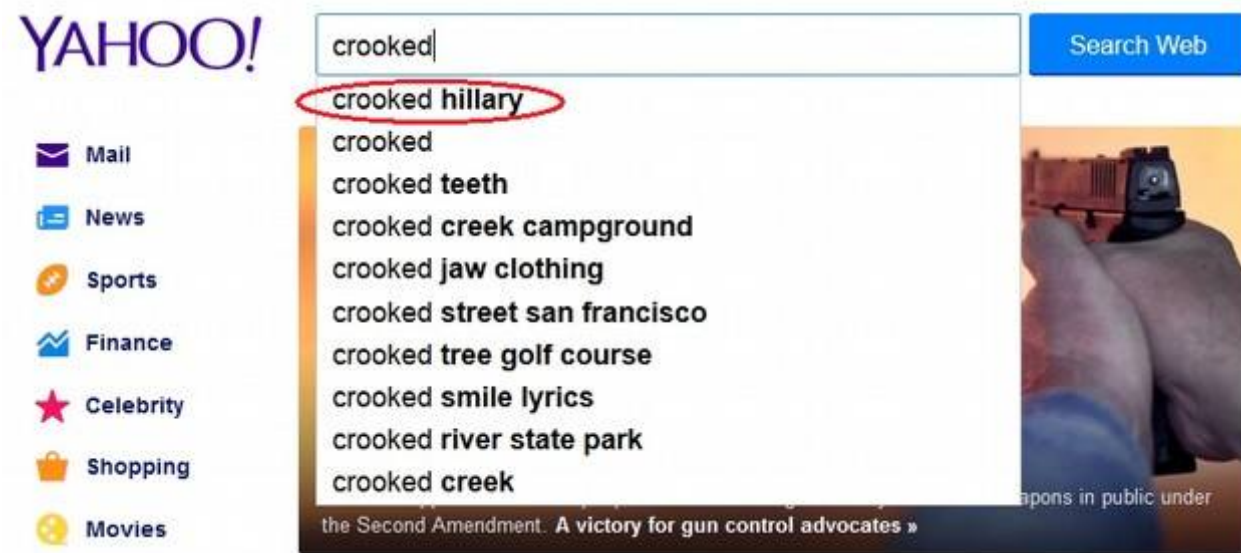 YAHOO!
crooked
Search Web
crooked hillary
crooked
crooked teeth
crooked creek campground
crooked jaw clothing
crooked street san francisco
crooked tree golf course
crooked smile lyrics
crooked river state park
crooked creek
Mail
News
Sports
Finance
Celebrity
Shopping
Movies
in public under
the Second Amendment. A victory for gun control advocates »